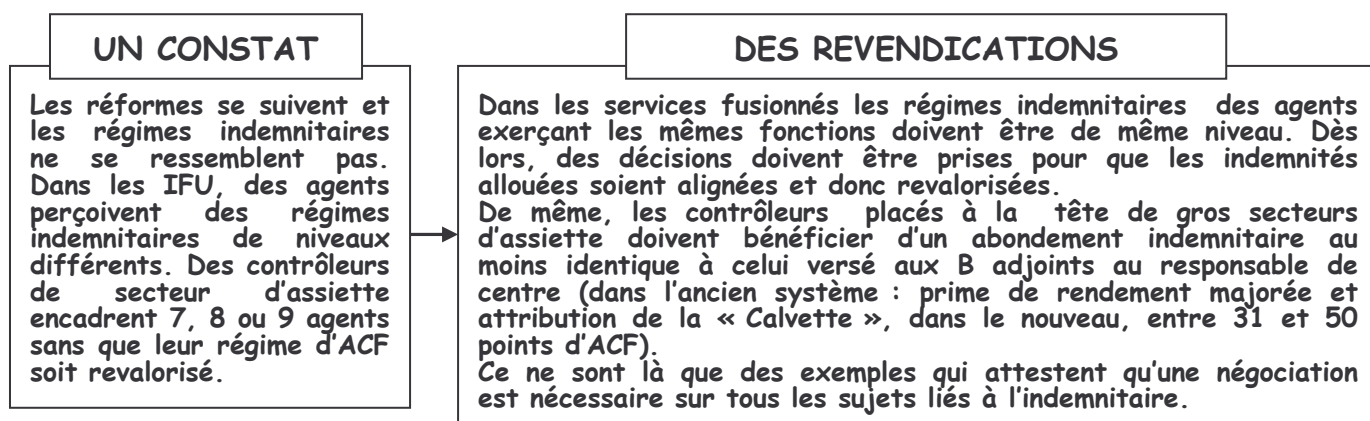 UN CONSTAT
Les réformes se suivent et
les régimes indemnitaires
ne se ressemblent pas.
Dans les IFU, des agents
perçoivent des régimes
indemnitaires de niveaux
différents. Des contrôleurs
de secteur d'assiette
encadrent 7, 8 ou 9 agents
sans que leur régime d'ACF
soit revalorisé.
DES REVENDICATIONS
Dans les services fusionnés les régimes indemnitaires des agents
exerçant les mêmes fonctions doivent être de même niveau. Dès
lors, des décisions doivent être prises pour que les indemnités
allouées soient alignées et donc revalorisées.
De même, les contrôleurs placés à la tête de gros secteurs
d'assiette doivent bénéficier d'un abondement indemnitaire au
moins identique à celui versé aux B adjoints au responsable de
centre (dans l'ancien système : prime de rendement majorée et
attribution de la « Calvette », dans le nouveau, entre 31 et 50
points d'ACF).
Ce ne sont là que des exemples qui attestent qu'une négociation
est nécessaire sur tous les sujets liés à l'indemnitaire.